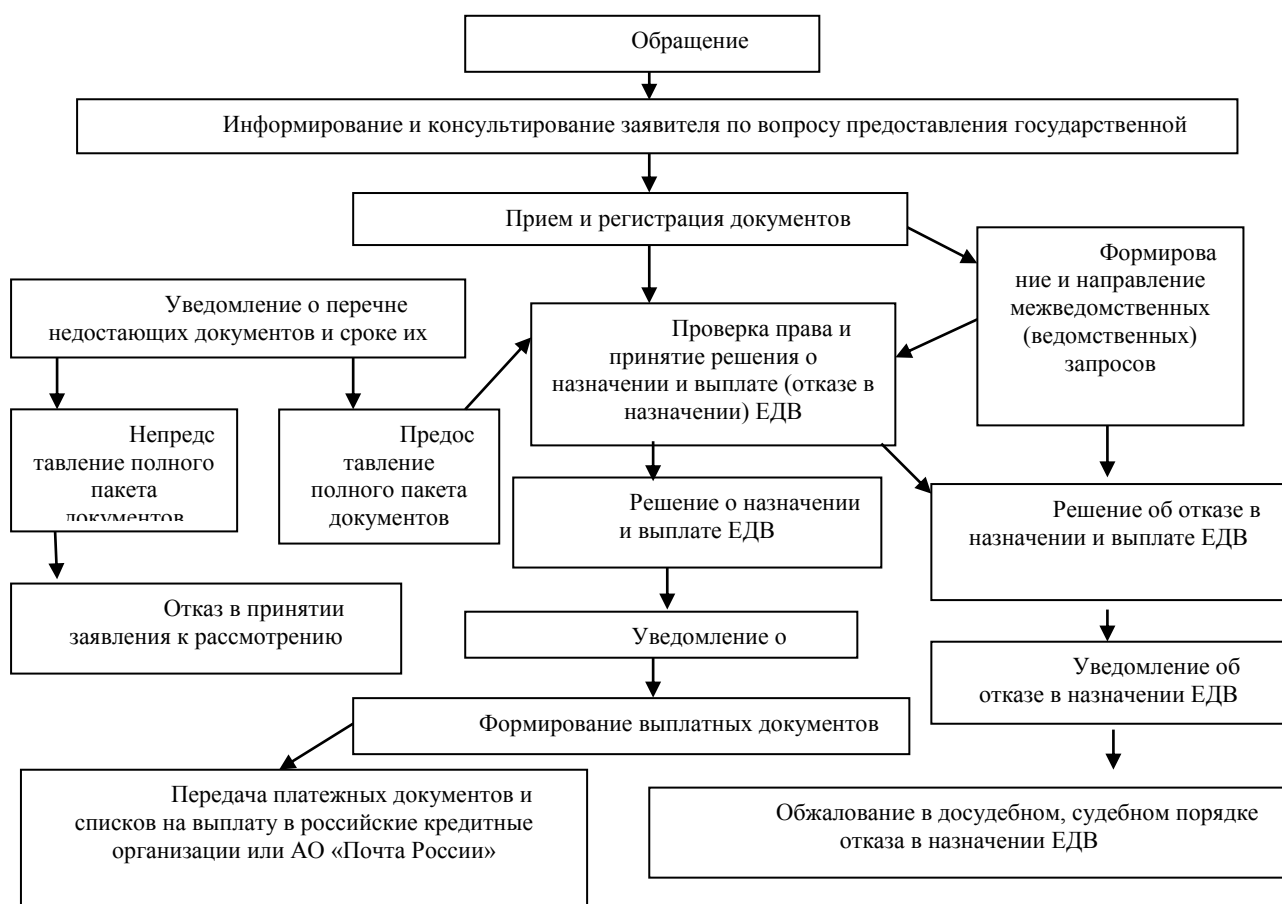 Обращение
Информирование и консультирование заявителя по вопросу предоставления государственной
Прием и регистрация документов
Формирова
ние и направление
межведомственных
(ведомственных)
запросов
Уведомление о перечне
недостающих документов и сроке их
Проверка права и
принятие решения о
назначении и выплате (отказе в
назначении) ЕДВ
Непредс
тавление полного
пакета
документов
Предос
тавление
полного пакета
документов
Решение о назначении
и выплате ЕДВ
Решение об отказе в
назначении и выплате ЕДВ
Отказ в принятии
заявления к рассмотрению
Уведомление о
Уведомление об
отказе в назначении ЕДВ
Формирование выплатных документов
Передача платежных документов и
списков на выплату в российские кредитные
организации или АО «Почта России»
Обжалование в досудебном, судебном порядке
отказа в назначении ЕДВ